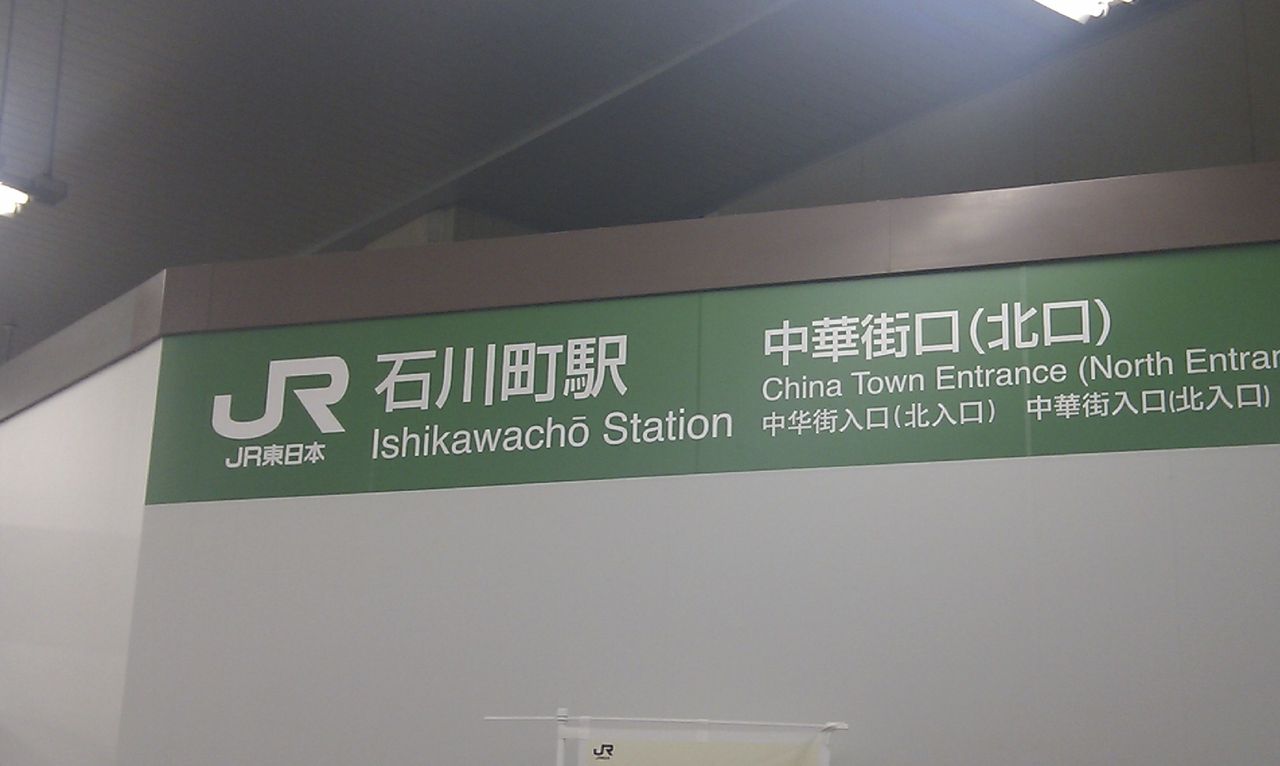 JR
JR東日本
石川町駅
Ishikawachō Station
中華街口(北口)
China Town Entrance (North Entran
中华街入口(北入口) 中華街入口(北入口)
JR